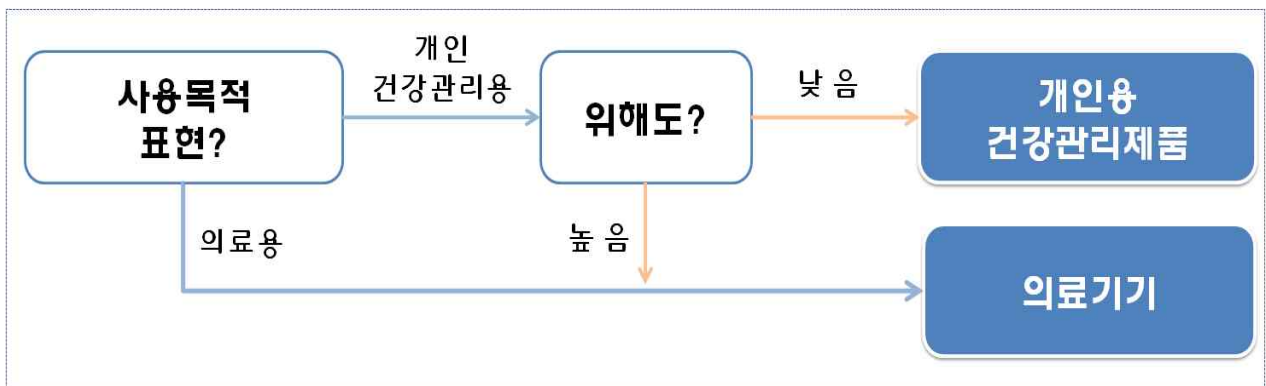 사용목적
표현?
개인
건강관리용
위해도?
낮 음
개인용
건강관리제품
의료용
높 음
의료기기